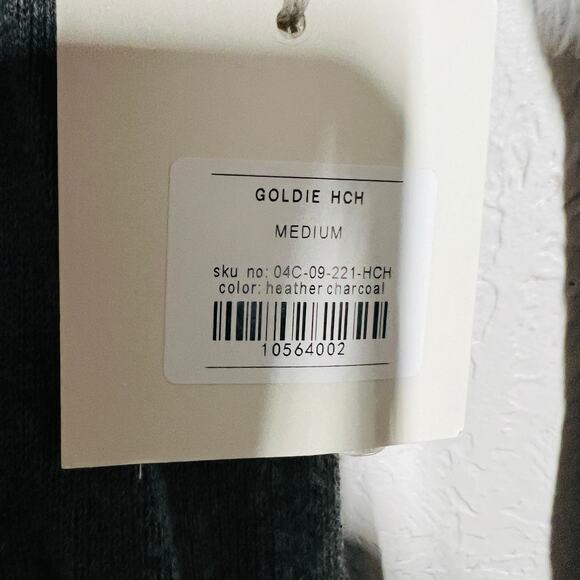 GOLDIE HCH
MEDIUM
sku no: 04C-09-221-HCH
color: heather charcoal
10564002